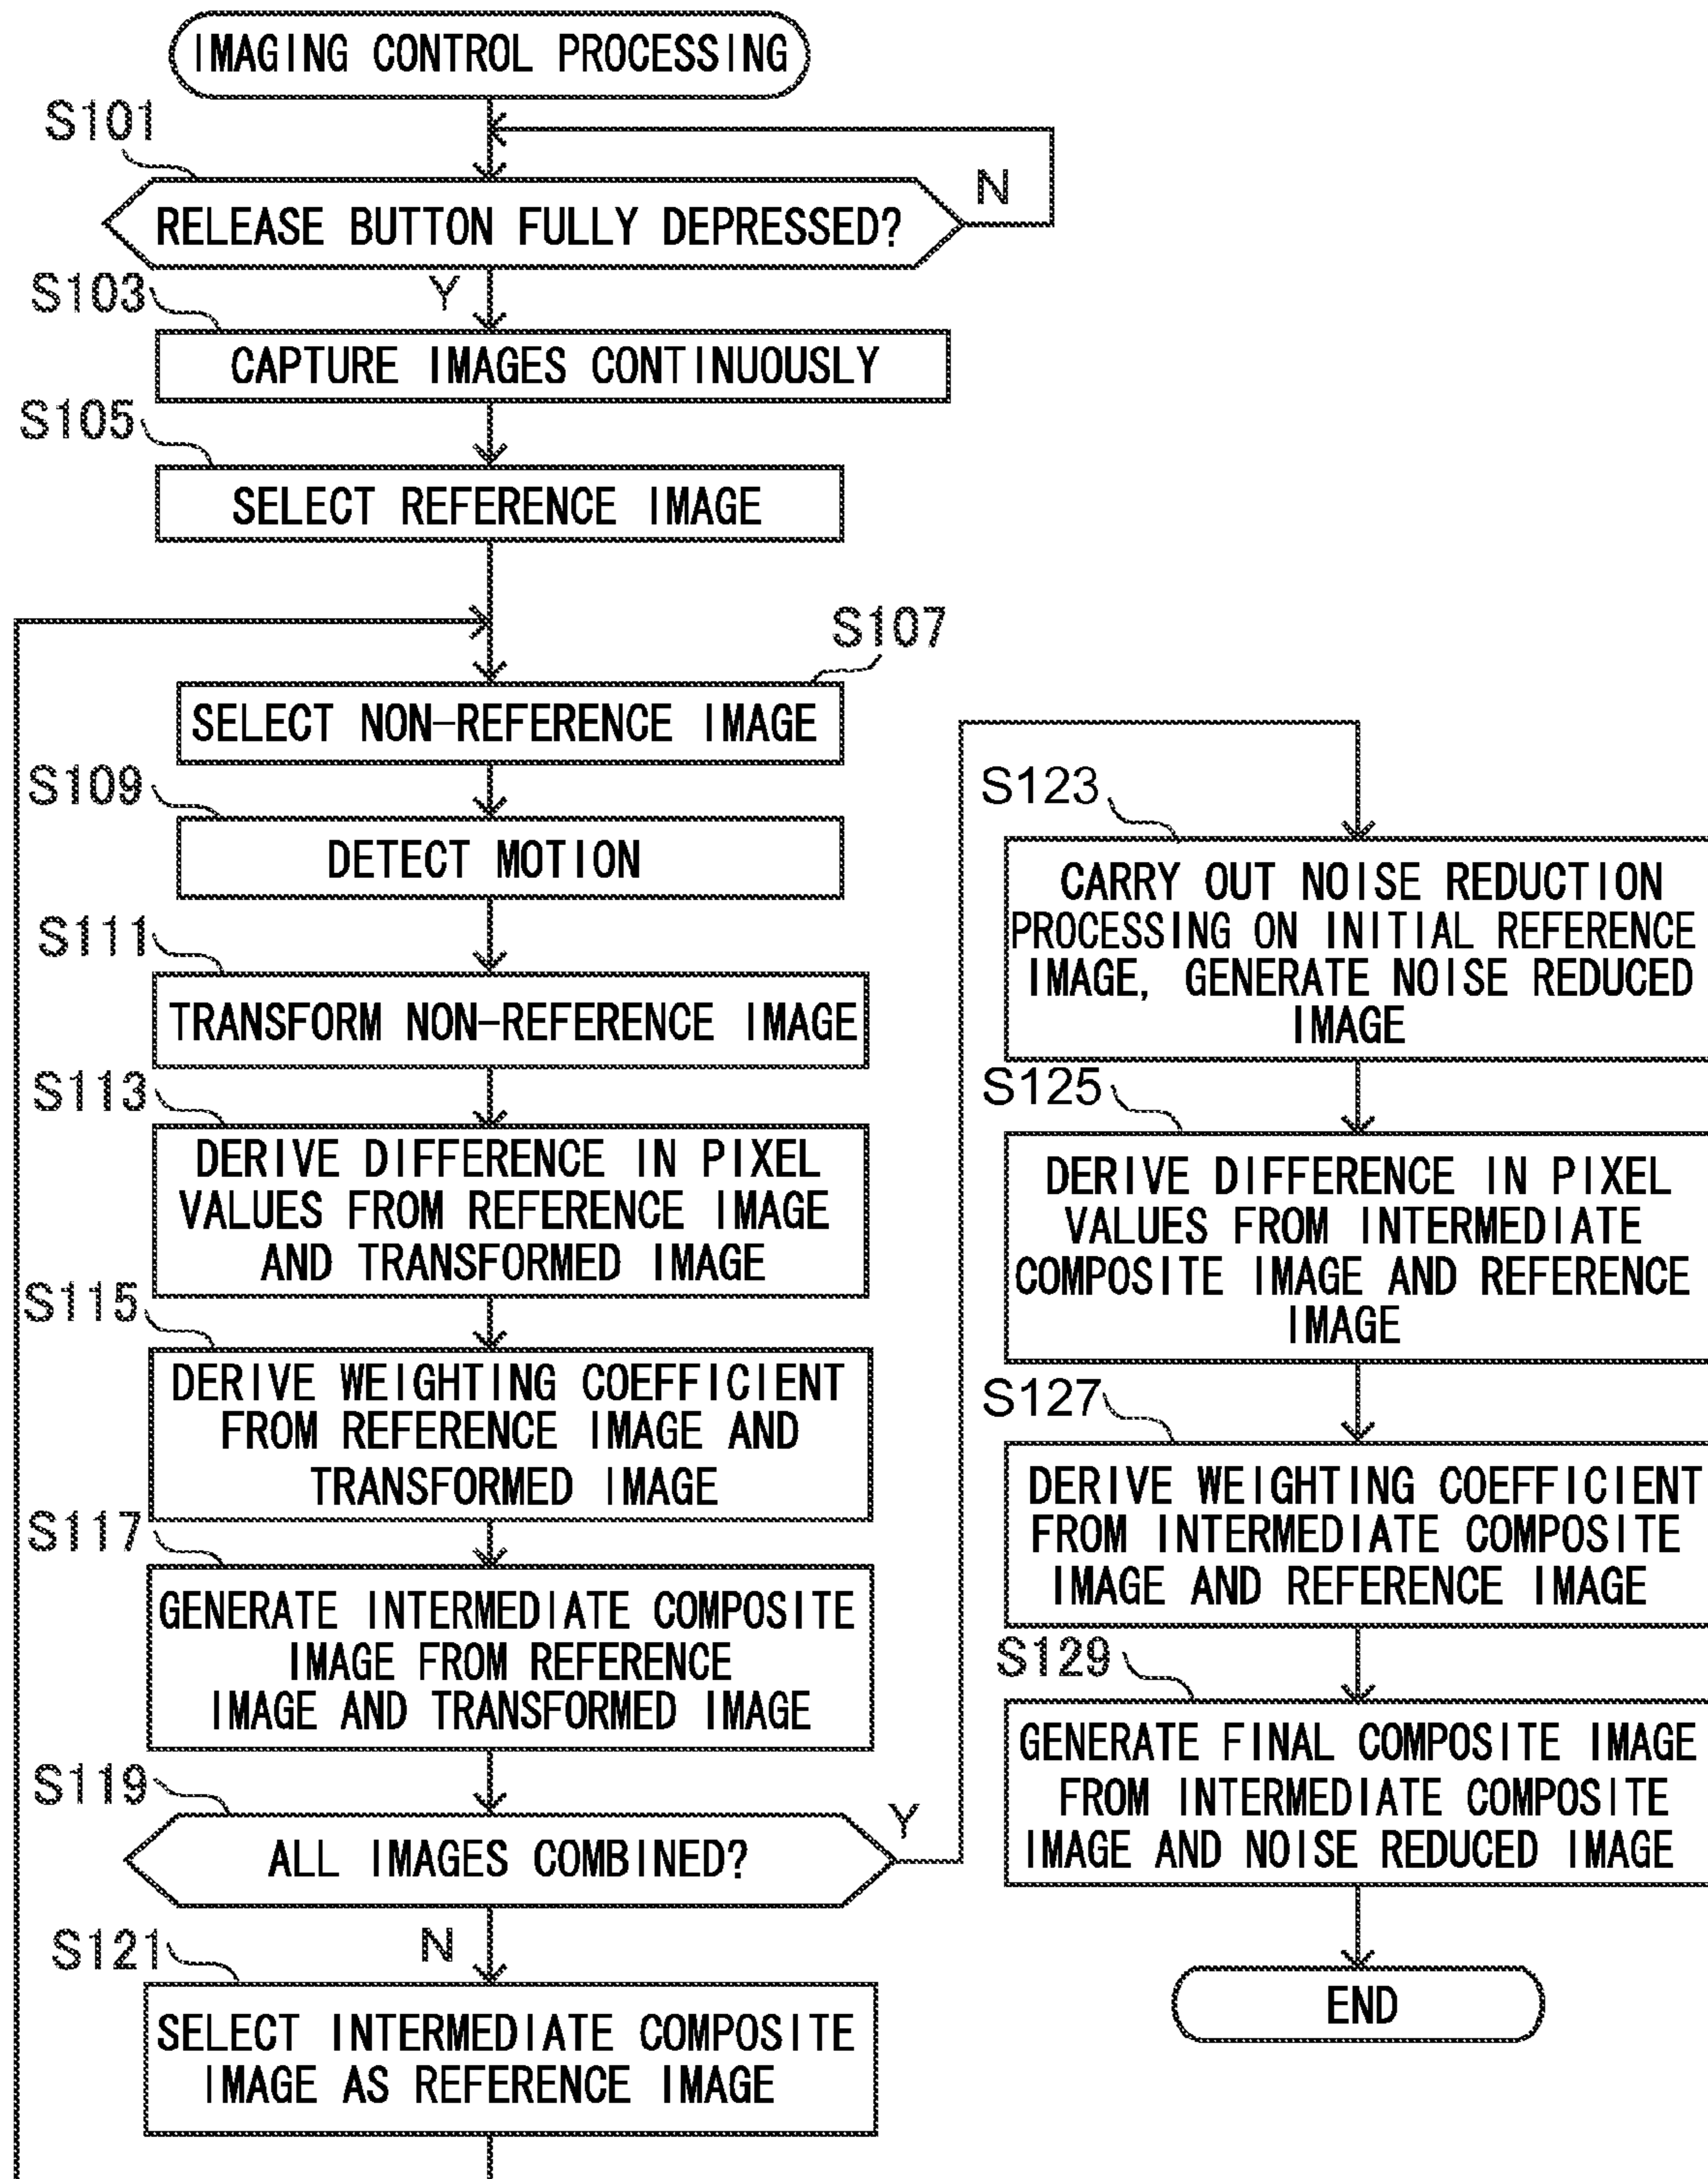 IMAGING CONTROL PROCESSING
S101
N
RELEASE BUTTON FULLY DEPRESSED?
S103
Y
CAPTURE IMAGES CONTINUOUSLY
S105
SELECT REFERENCE IMAGE
S107
SELECT NON-REFERENCE IMAGE
S109
DETECT MOTION
S111
TRANSFORM NON-REFERENCE IMAGE
S113
DERIVE DIFFERENCE IN PIXEL
VALUES FROM REFERENCE IMAGE
AND TRANSFORMED IMAGE
S115
DERIVE WEIGHTING COEFFICIENT
FROM REFERENCE IMAGE AND
TRANSFORMED IMAGE
S117
GENERATE INTERMEDIATE COMPOSITE
IMAGE FROM REFERENCE
IMAGE AND TRANSFORMED IMAGE
S119
Y
ALL IMAGES COMBINED?
S121
N
SELECT INTERMEDIATE COMPOSITE
IMAGE AS REFERENCE IMAGE
S123
CARRY OUT NOISE REDUCTION
PROCESSING ON INITIAL REFERENCE
IMAGE, GENERATE NOISE REDUCED
IMAGE
S125
DERIVE DIFFERENCE IN PIXEL
VALUES FROM INTERMEDIATE
COMPOSITE IMAGE AND REFERENCE
IMAGE
S127
DERIVE WEIGHTING COEFFICIENT
FROM INTERMEDIATE COMPOSITE
IMAGE AND REFERENCE IMAGE
S129
GENERATE FINAL COMPOSITE IMAGE
FROM INTERMEDIATE COMPOSITE
IMAGE AND NOISE REDUCED IMAGE
END